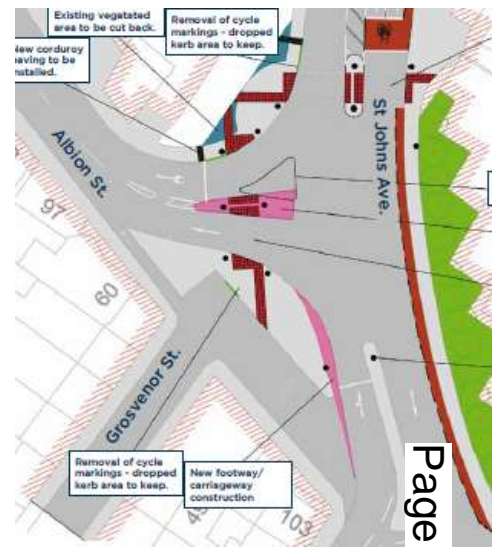 Existing vegatated
area to be cut back.
Removal of cycle
markings - dropped
kerb area to keep.
New corduroy
paving to be
installed.
St Johns Ave.
Albion St.
97
60
Grosvenor St.
Removal of cycle
markings - dropped
kerb area to keep.
New footway/
carriageway
construction
103
Page